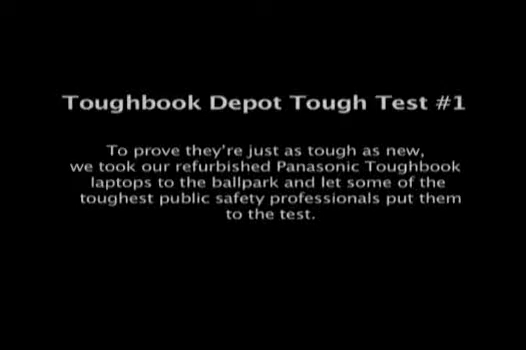 Toughbook Depot Tough Test #1
To prove they're just as tough as new,
we took our refurbished Panasonic Toughbook
laptops to the ballpark and let some of the
toughest public safety professionals put them
to the test.